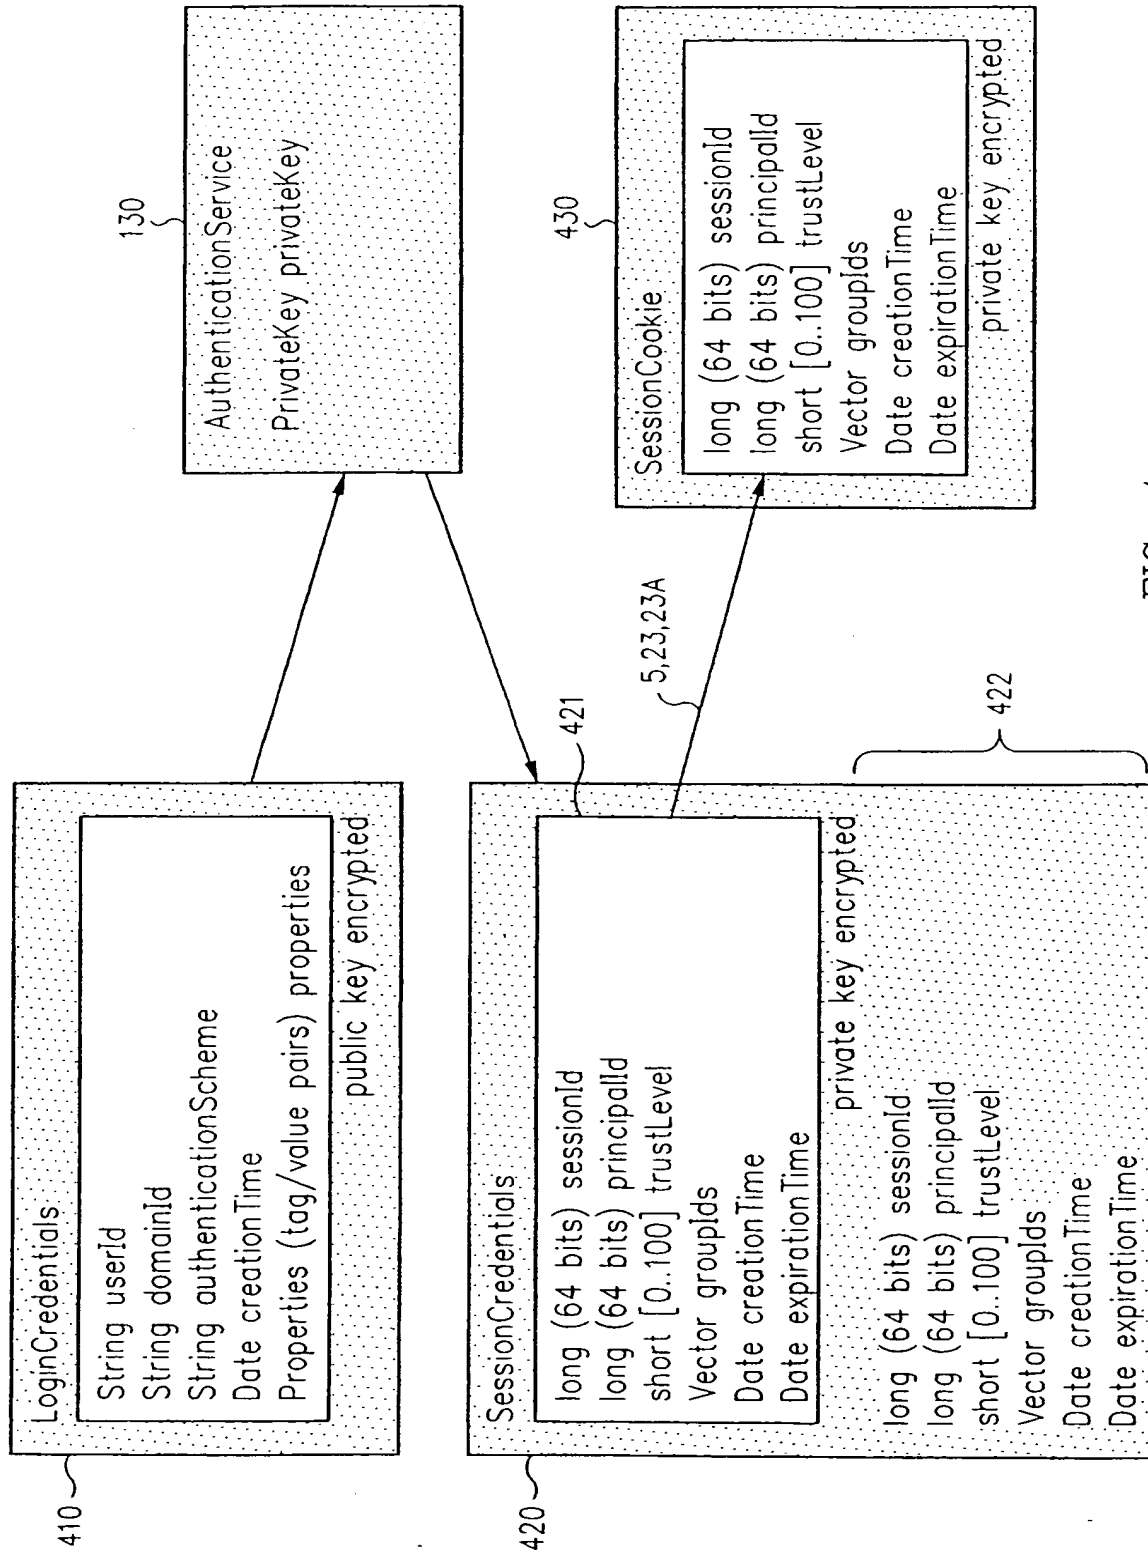 410
LoginCredentials
String userId
String domainId
String authenticationScheme
Date creationTime
Properties (tag/value pairs) properties
public key encrypted
130
AuthenticationService
PrivateKey privateKey
420
SessionCredentials
421
long (64 bits) sessionId
long (64 bits) principalId
short [0..100] trustLevel
Vector groupIds
Date creationTime
Date expirationTime
private key encrypted
422
long (64 bits) sessionId
long (64 bits) principalId
short [0..100] trustLevel
Vector groupIds
Date creationTime
Date expirationTime
5,23,23A
430
SessionCookie
long (64 bits) sessionId
long (64 bits) principalId
short [0..100] trustLevel
Vector groupIds
Date creationTime
Date expirationTime
private key encrypted